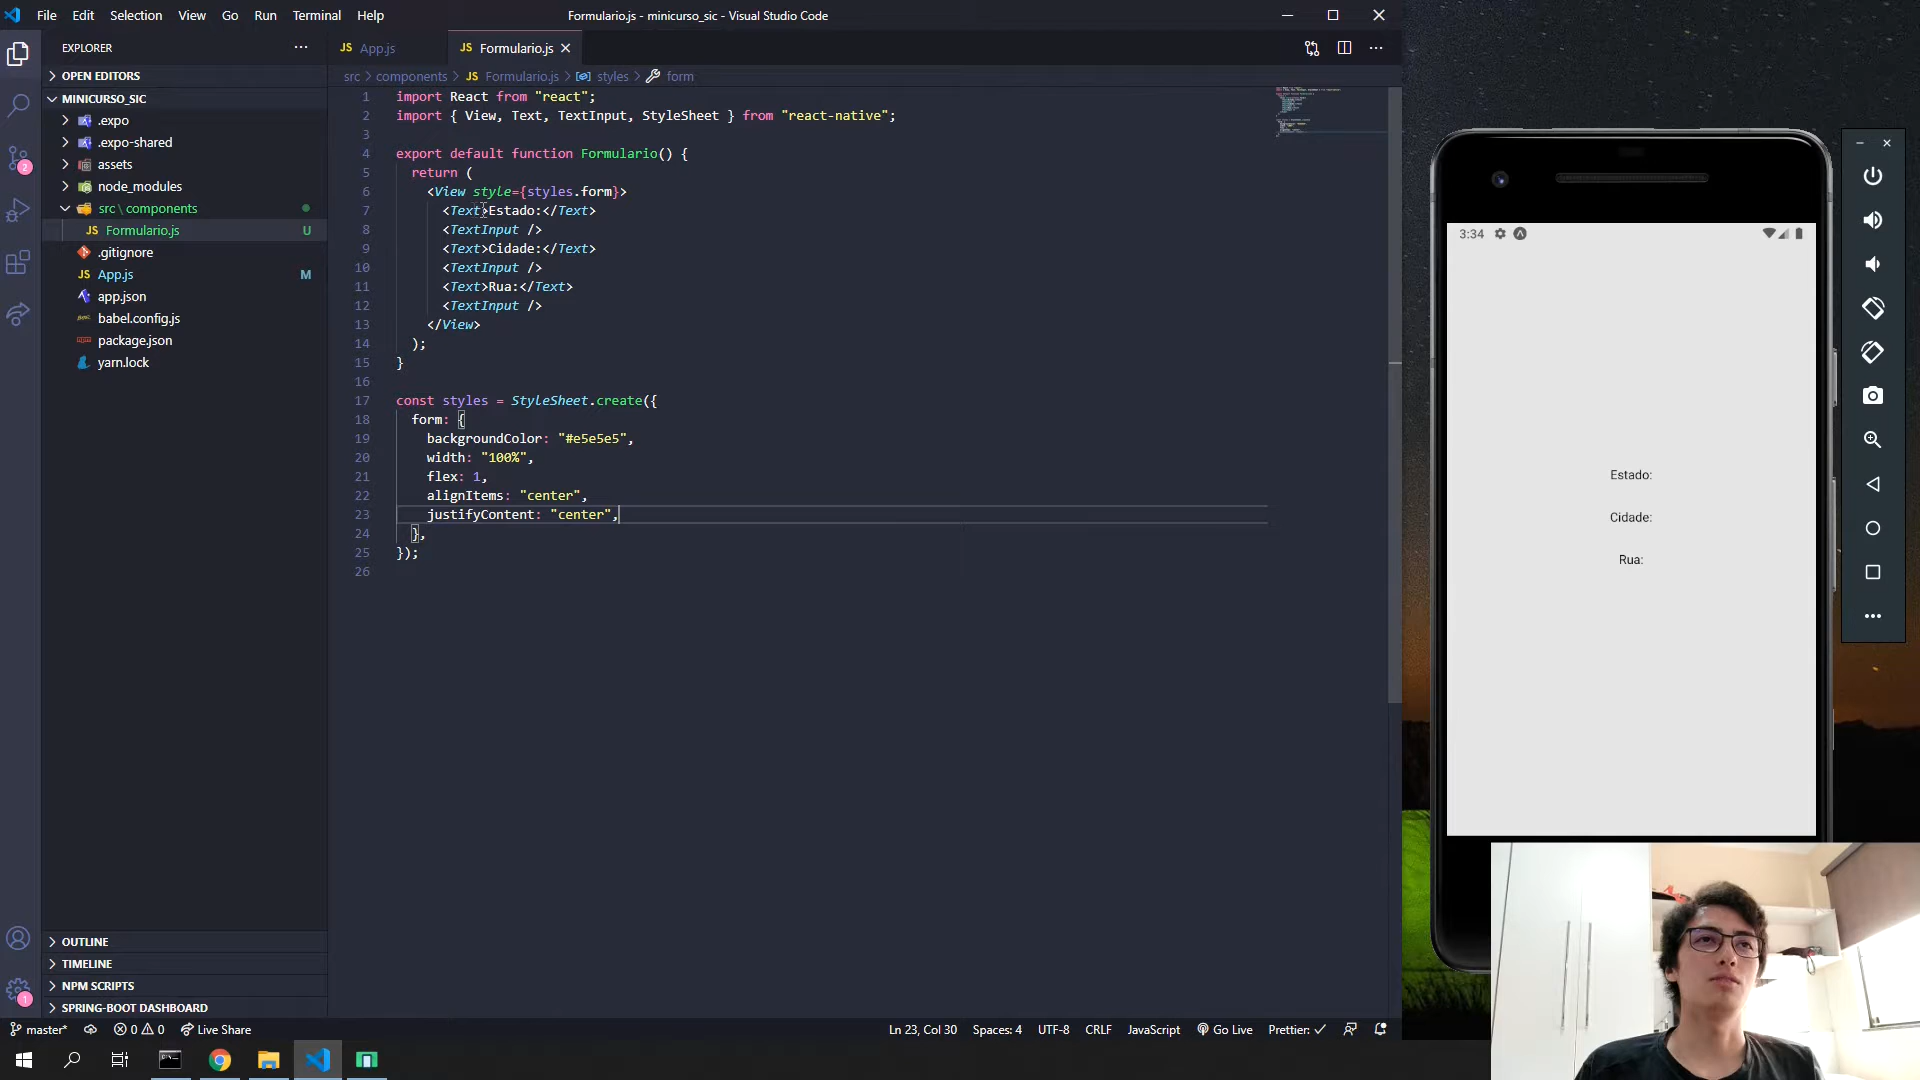 File Edit Selection View Go Run Terminal Help
Formulario.js - minicurso_sic - Visual Studio Code
EXPLORER
OPEN EDITORS
MINICURSO_SIC
.expo
.expo-shared
assets
node_modules
src \ components
Formulario.js U
.gitignore
App.js M
app.json
babel.config.js
package.json
yarn.lock
OUTLINE
TIMELINE
NPM SCRIPTS
SPRING-BOOT DASHBOARD
2
1
JS App.js
JS Formulario.js
src > components > JS Formulario.js > styles > form
1 import React from "react";
2 import { View, Text, TextInput, StyleSheet } from "react-native";
3
4 export default function Formulario() {
5 return (
6 <View style={styles.form}>
7 <Text>Estado:</Text>
8 <TextInput />
9 <Text>Cidade:</Text>
10 <TextInput />
11 <Text>Rua:</Text>
12 <TextInput />
13 </View>
14 );
15 }
16
17 const styles = StyleSheet.create({
18 form: {
19 backgroundColor: "#e5e5e5",
20 width: "100%",
21 flex: 1,
22 alignItems: "center",
23 justifyContent: "center",
24 },
25 });
26
3:34
Estado:
Cidade:
Rua:
master* 0 0 Live Share
Ln 23, Col 30 Spaces: 4 UTF-8 CRLF JavaScript Go Live Prettier: ✓